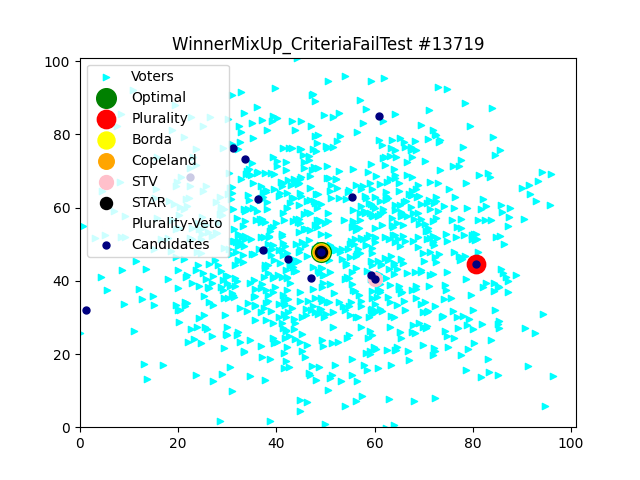 WinnerMixUp_CriteriaFailTest #13719
100
80
60
40
20
0
Voters
Optimal
Plurality
Borda
Copeland
STV
STAR
Plurality-Veto
Candidates
0 20 40 60 80 100